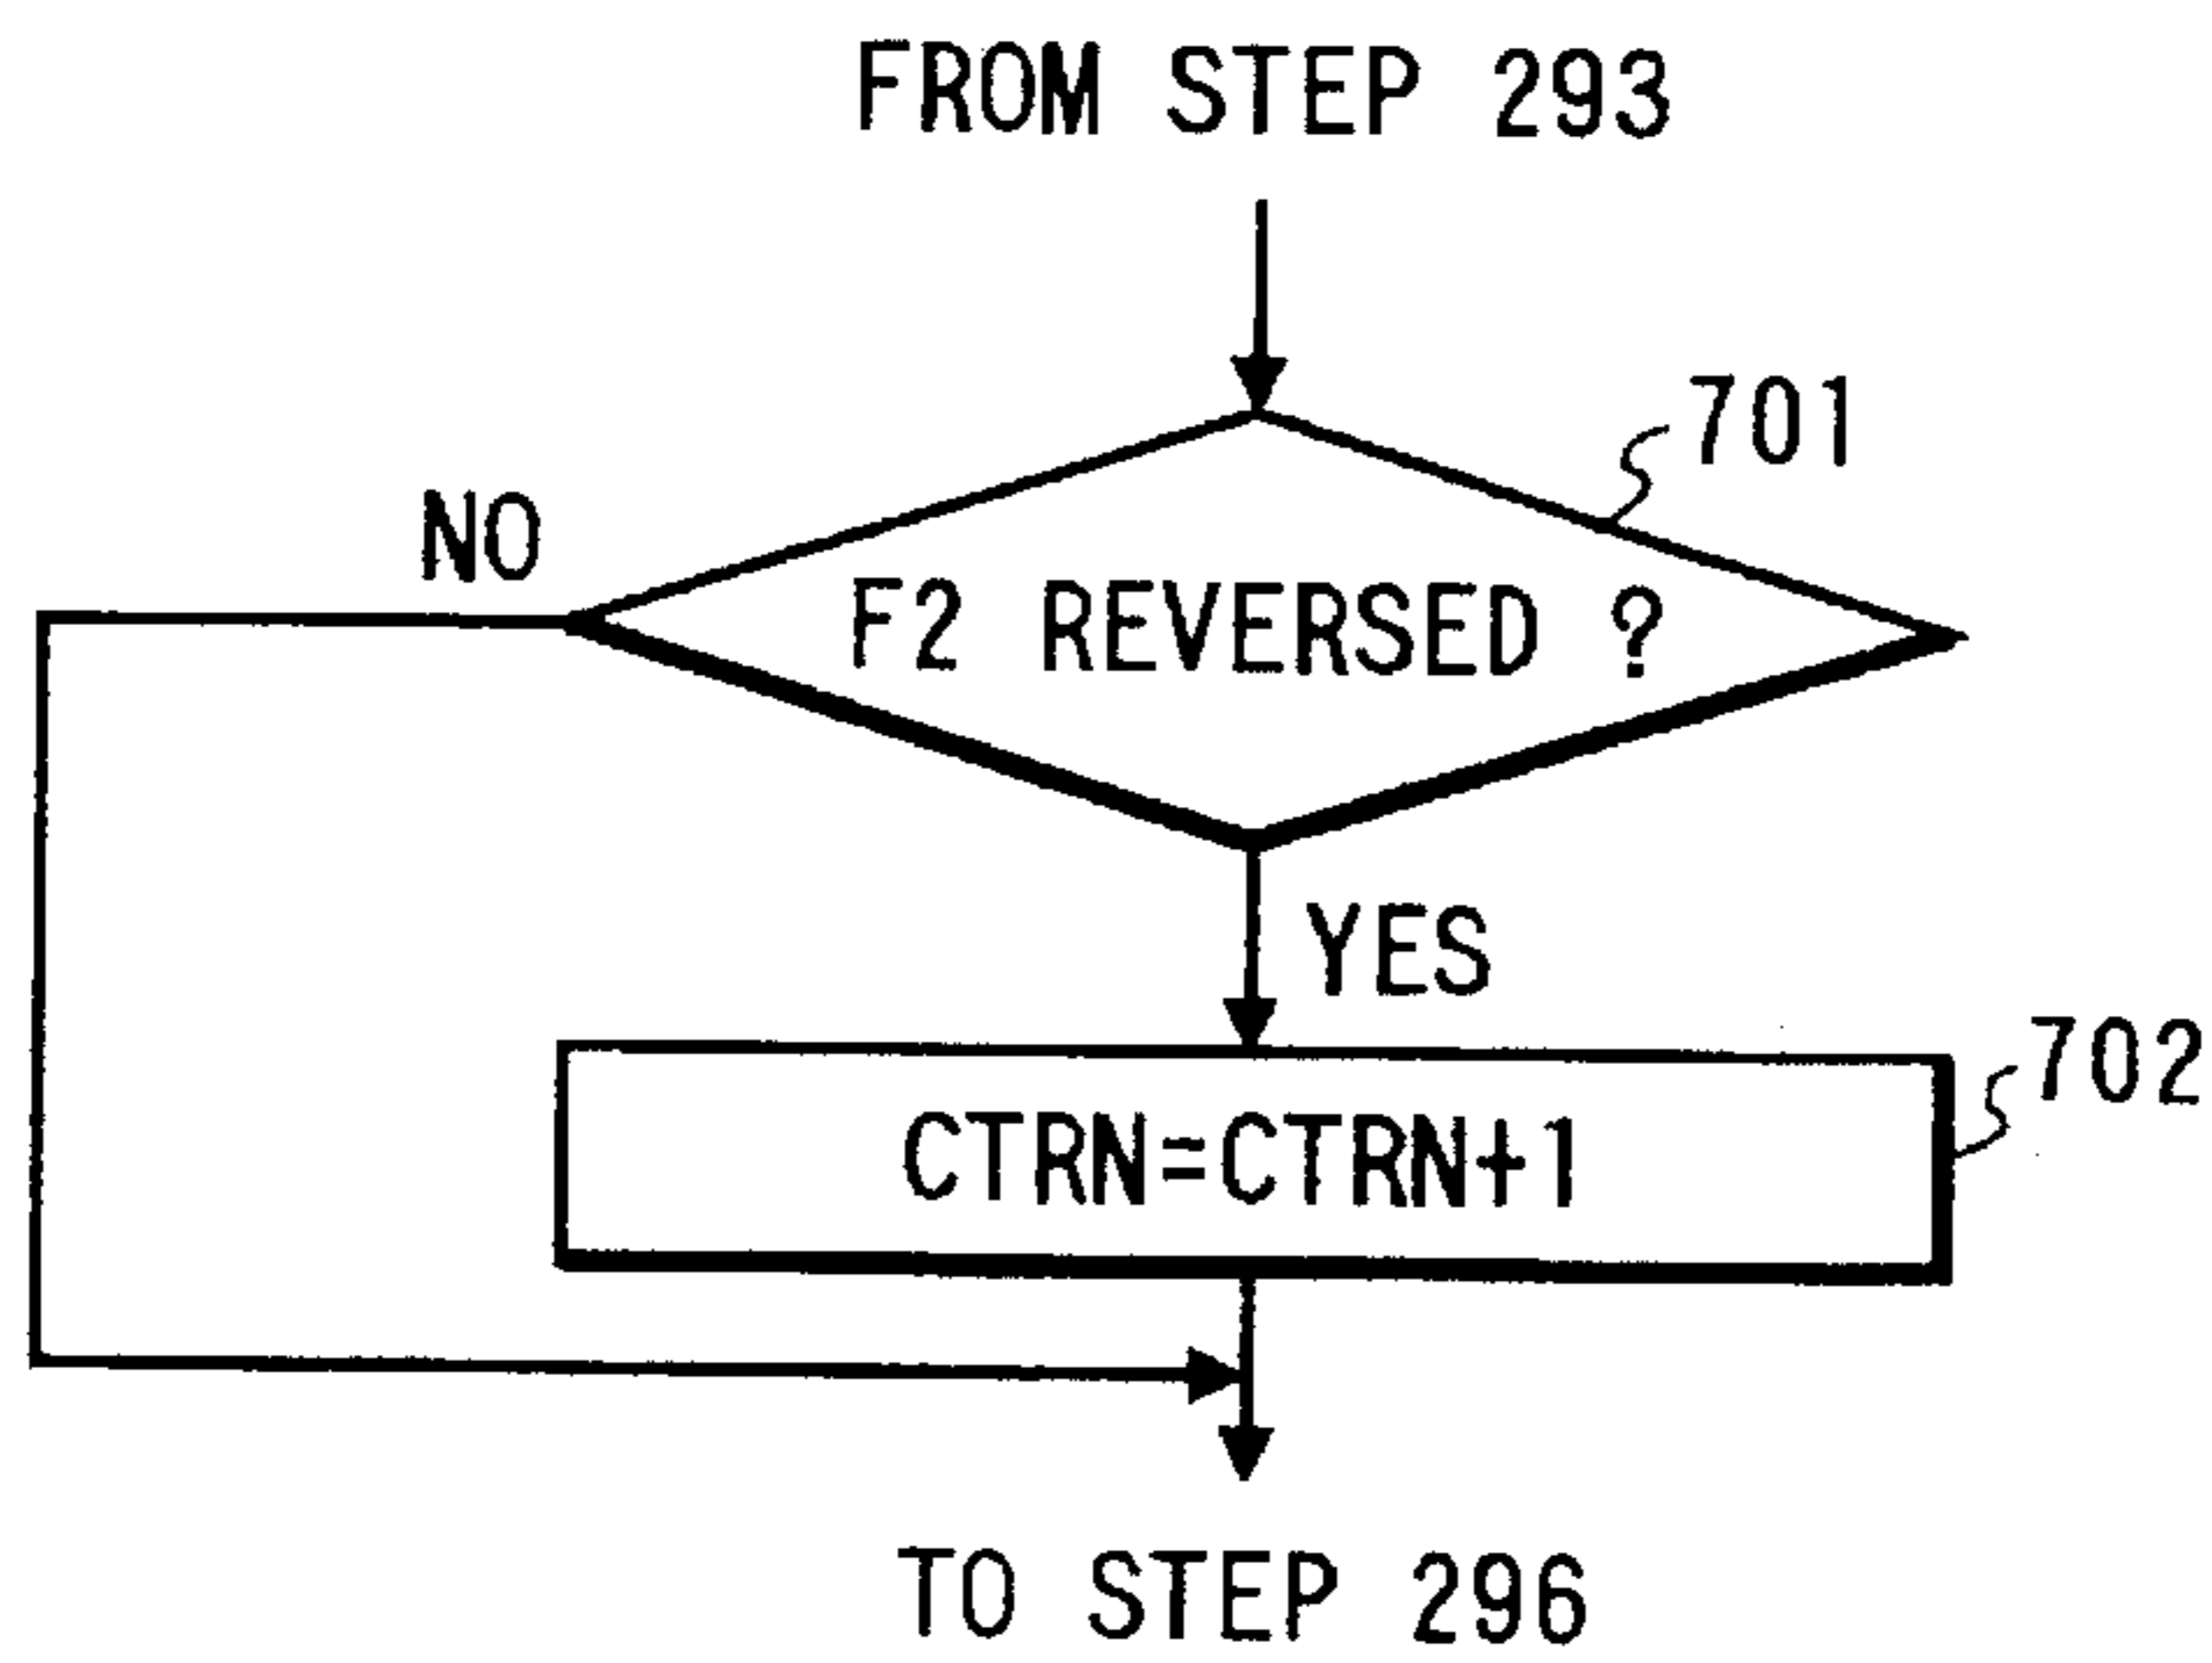 FROM STEP 293
701
NO
F2 REVERSED ?
YES
702
CTRN=CTRN+1
TO STEP 296